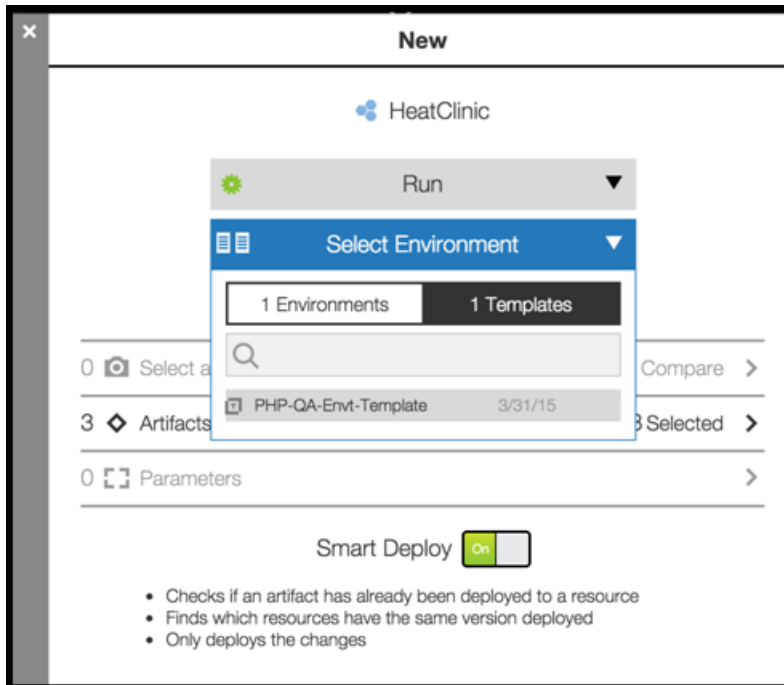 New
HeatClinic
Run
Select Environment
1 Environments 1 Templates
0 Select a Compare
PHP-QA-Envt-Template 3/31/15
3 Artifacts 3 Selected
0 Parameters
Smart Deploy On
• Checks if an artifact has already been deployed to a resource
• Finds which resources have the same version deployed
• Only deploys the changes